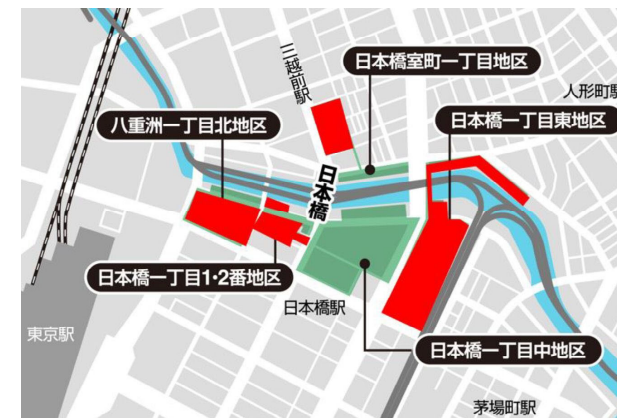 三越前駅
日本橋室町一丁目地区
人形町駅
八重洲一丁目北地区
日本橋一丁目東地区
日本橋
日本橋一丁目1・2番地区
日本橋駅
東京駅
日本橋一丁目中地区
茅場町駅